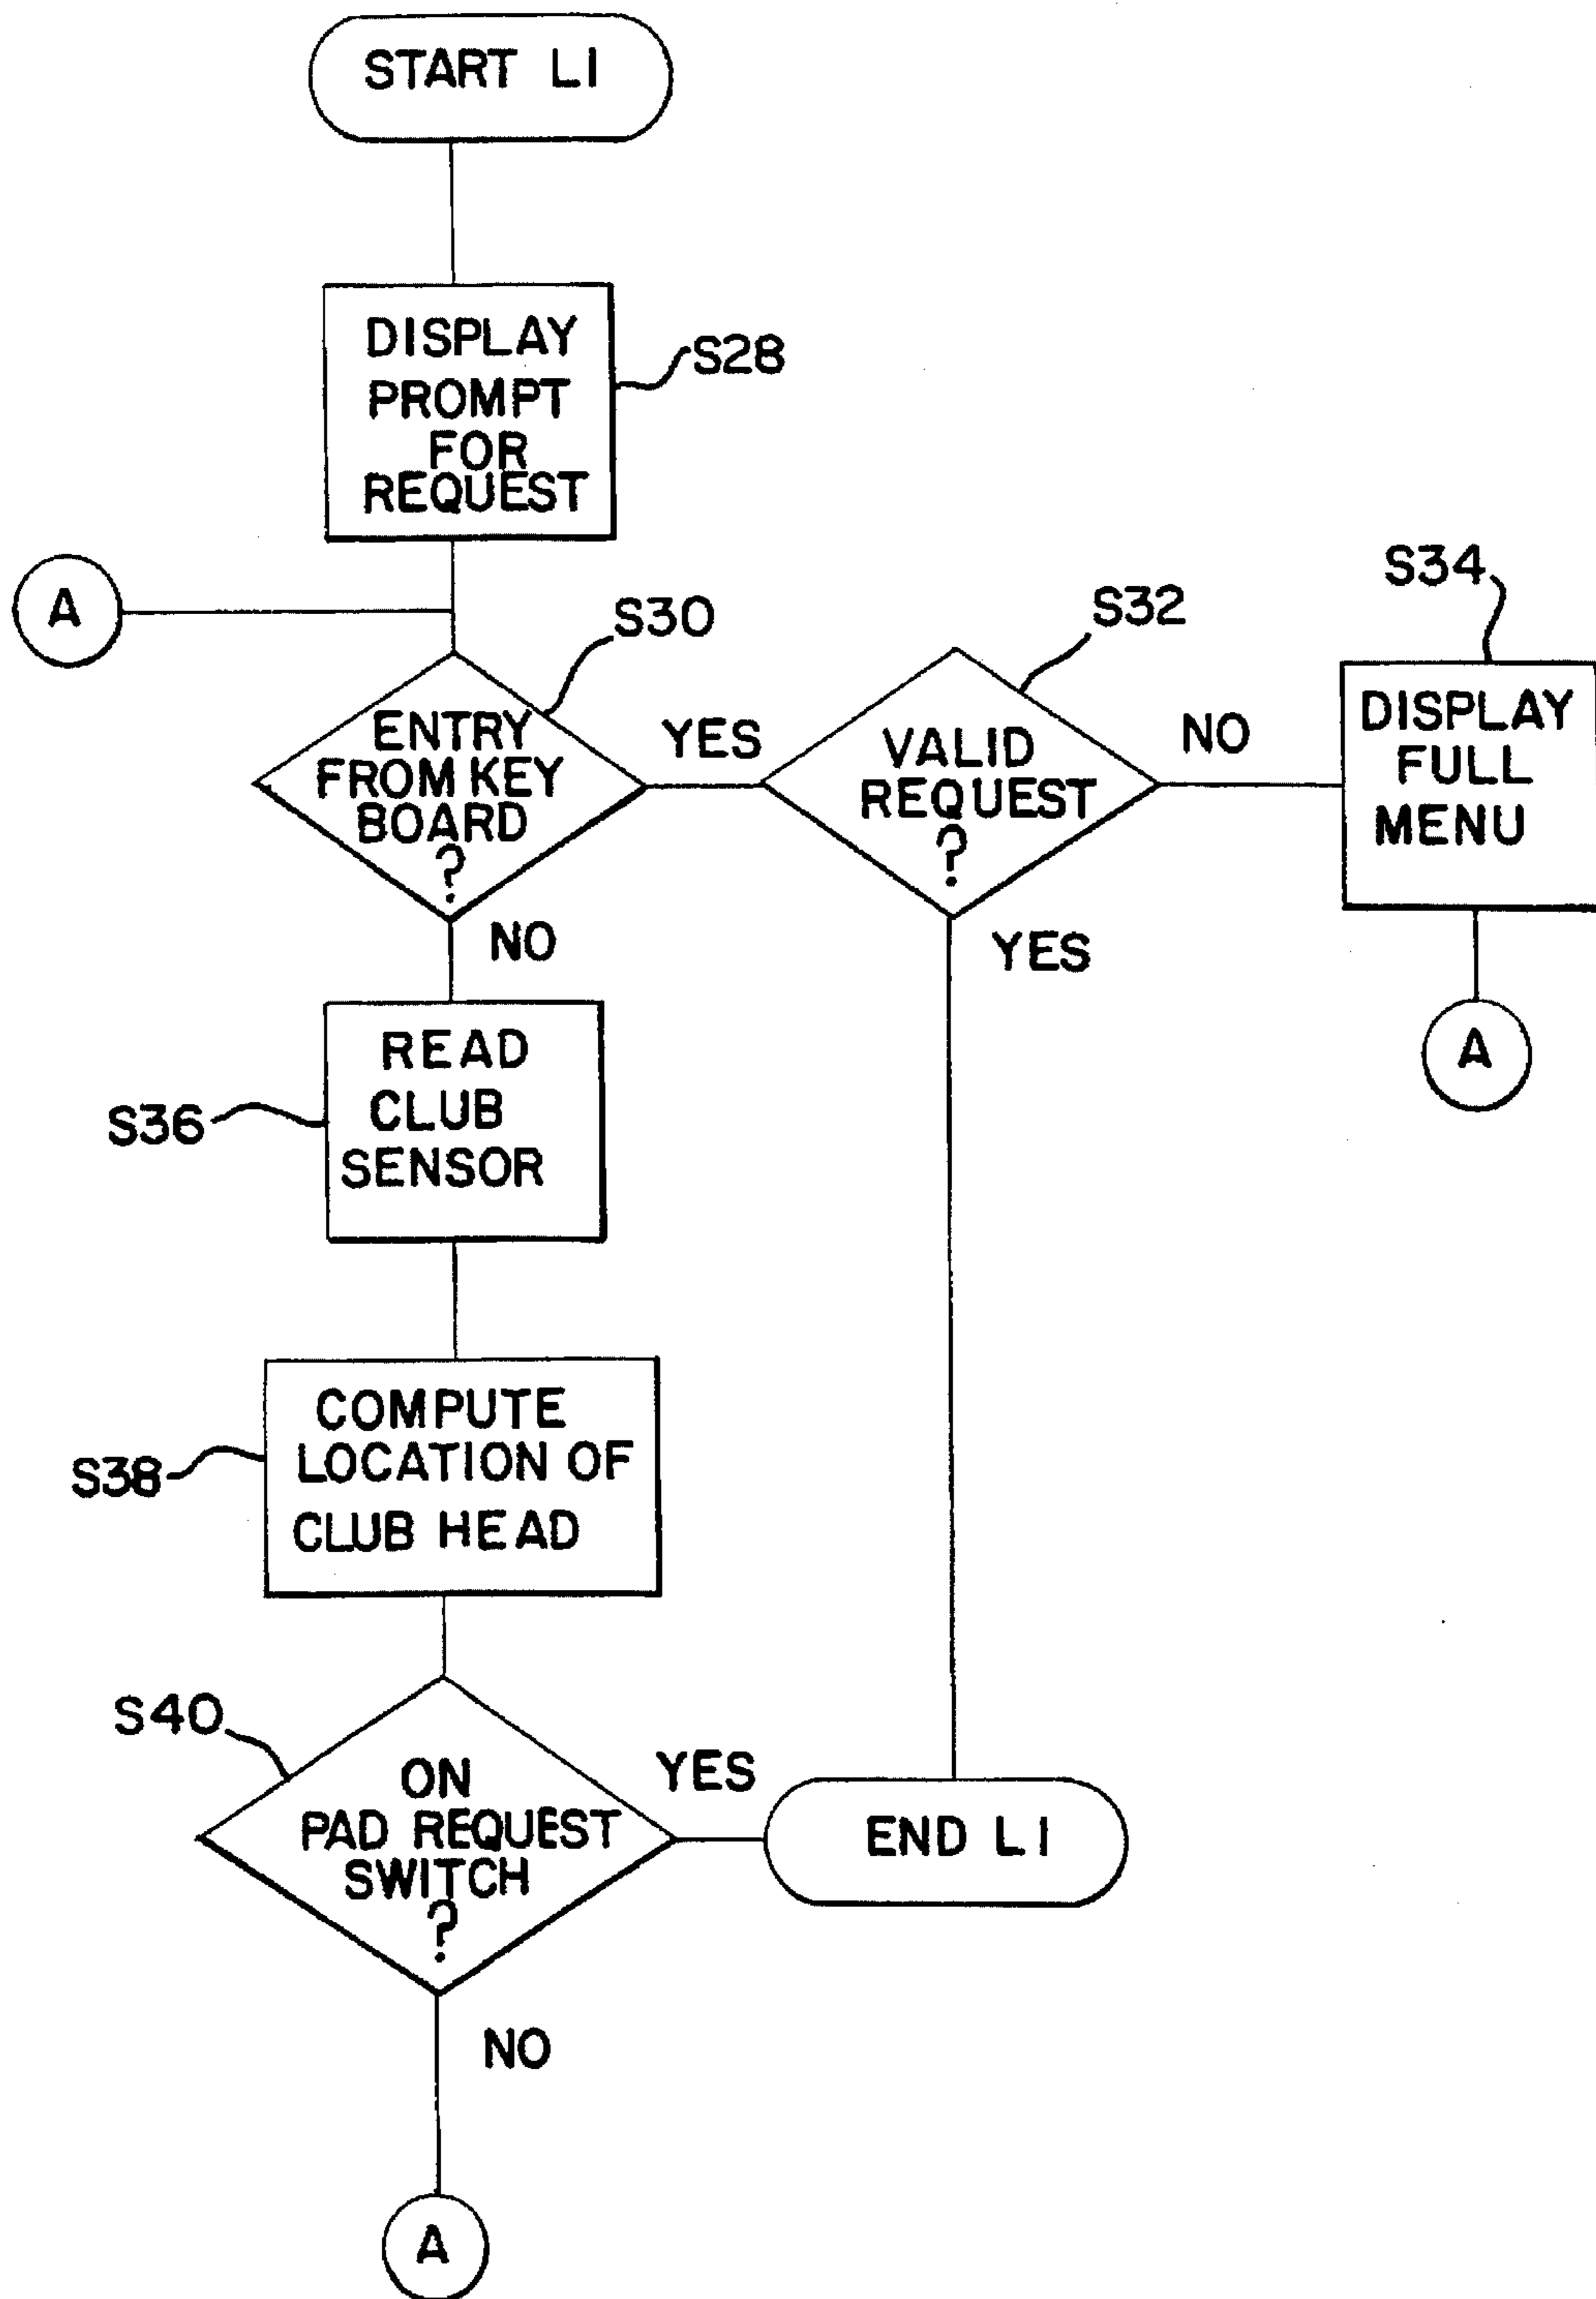 START L1
DISPLAY
PROMPT
FOR
REQUEST
S28
A
S30
ENTRY
FROM KEY
BOARD
?
YES
S32
VALID
REQUEST
?
NO
S34
DISPLAY
FULL
MENU
A
NO
YES
S36
READ
CLUB
SENSOR
S38
COMPUTE
LOCATION OF
CLUB HEAD
S40
ON
PAD REQUEST
SWITCH
?
YES
END L1
NO
A